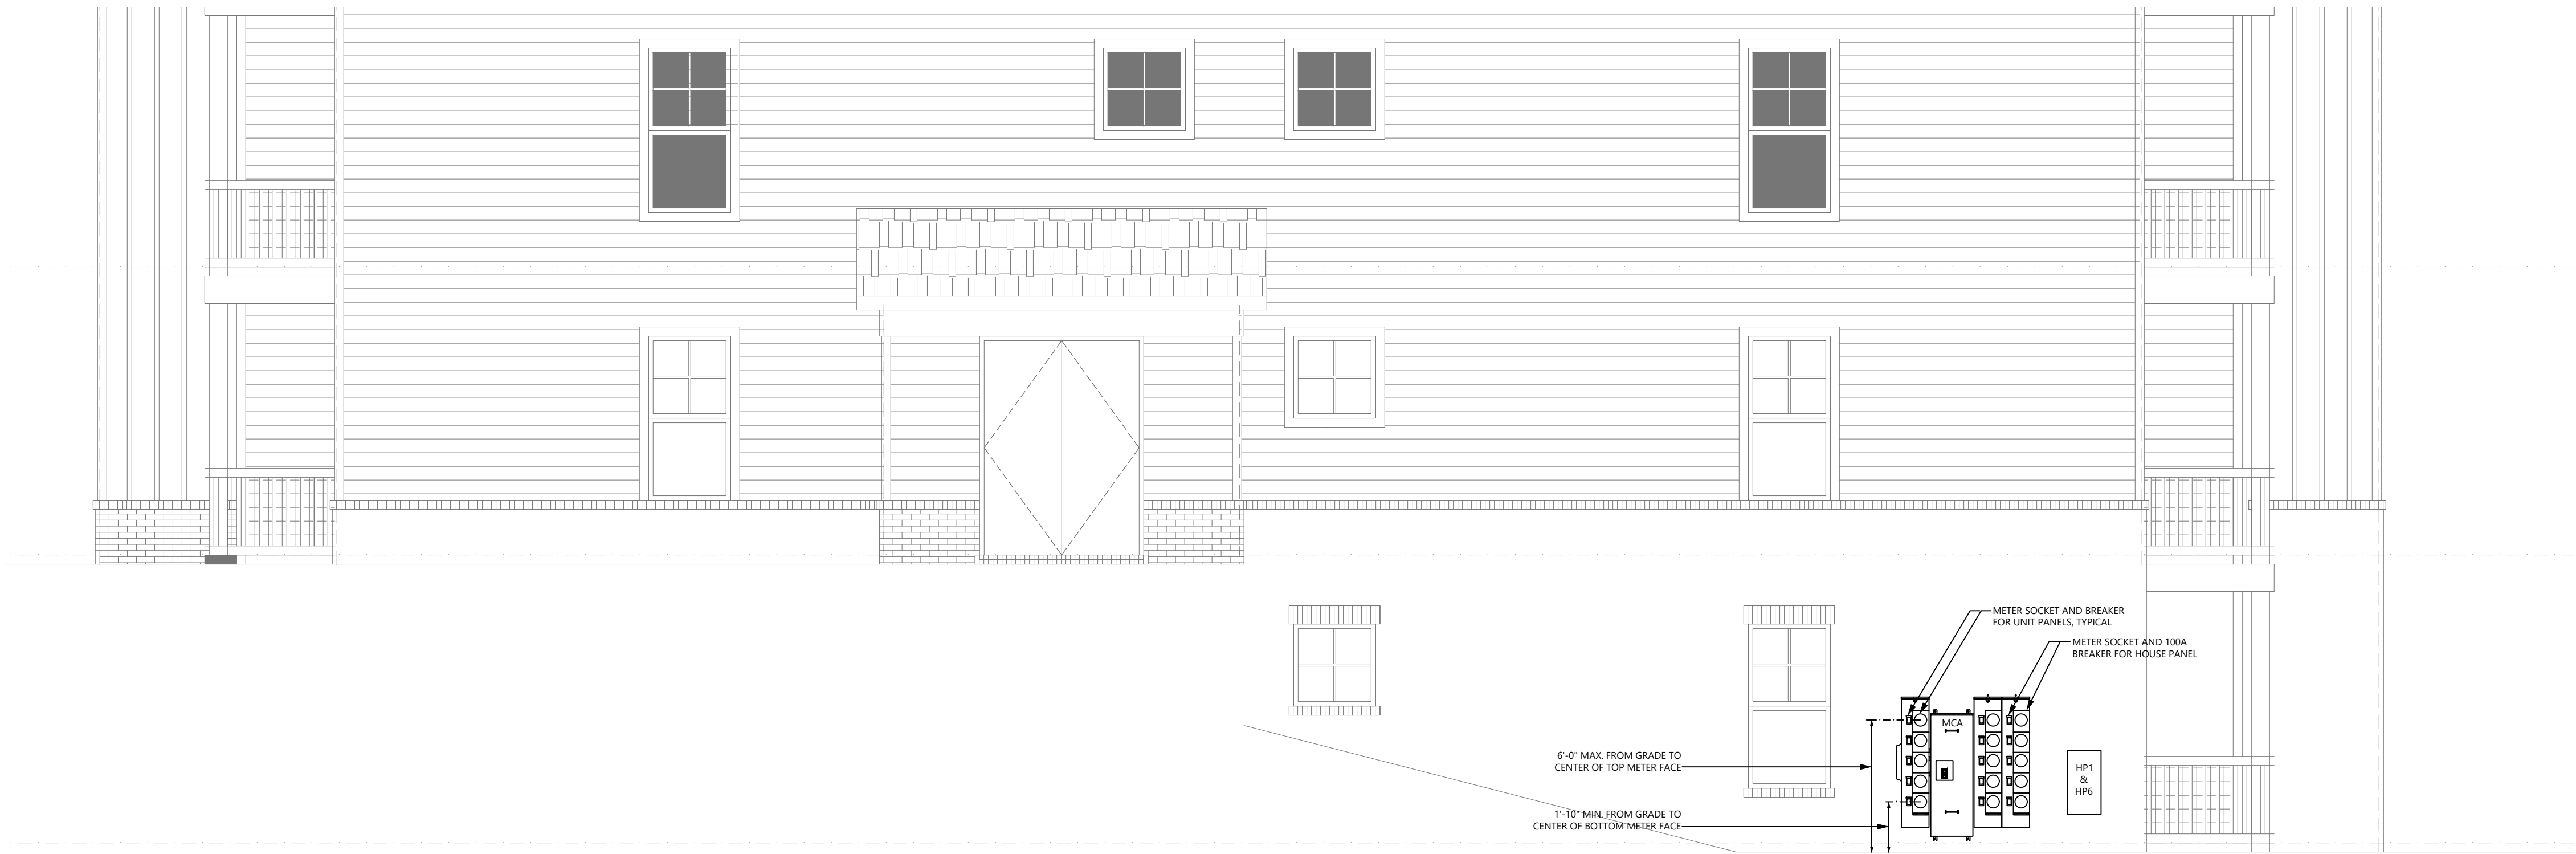 METER SOCKET AND BREAKER
FOR UNIT PANELS, TYPICAL
METER SOCKET AND 100A
BREAKER FOR HOUSE PANEL
MCA
6'-0" MAX. FROM GRADE TO
CENTER OF TOP METER FACE
HP1
&
HP6
1'-10" MIN. FROM GRADE TO
CENTER OF BOTTOM METER FACE